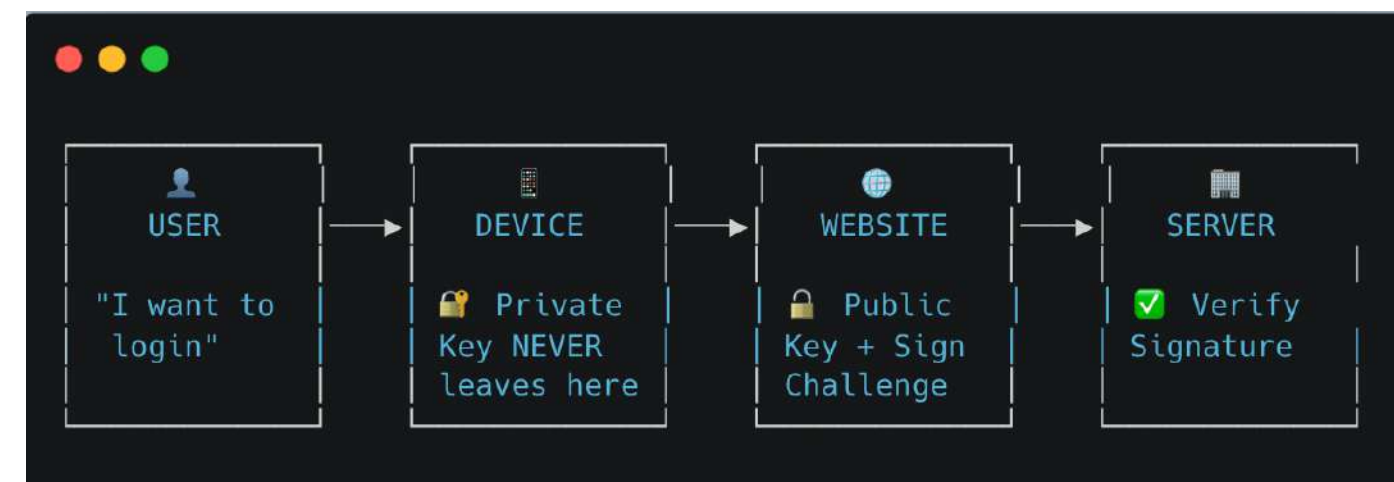 USER
"I want to
login"
DEVICE
🔐 Private
Key NEVER
leaves here
WEBSITE
🔓 Public
Key + Sign
Challenge
SERVER
✅ Verify
Signature